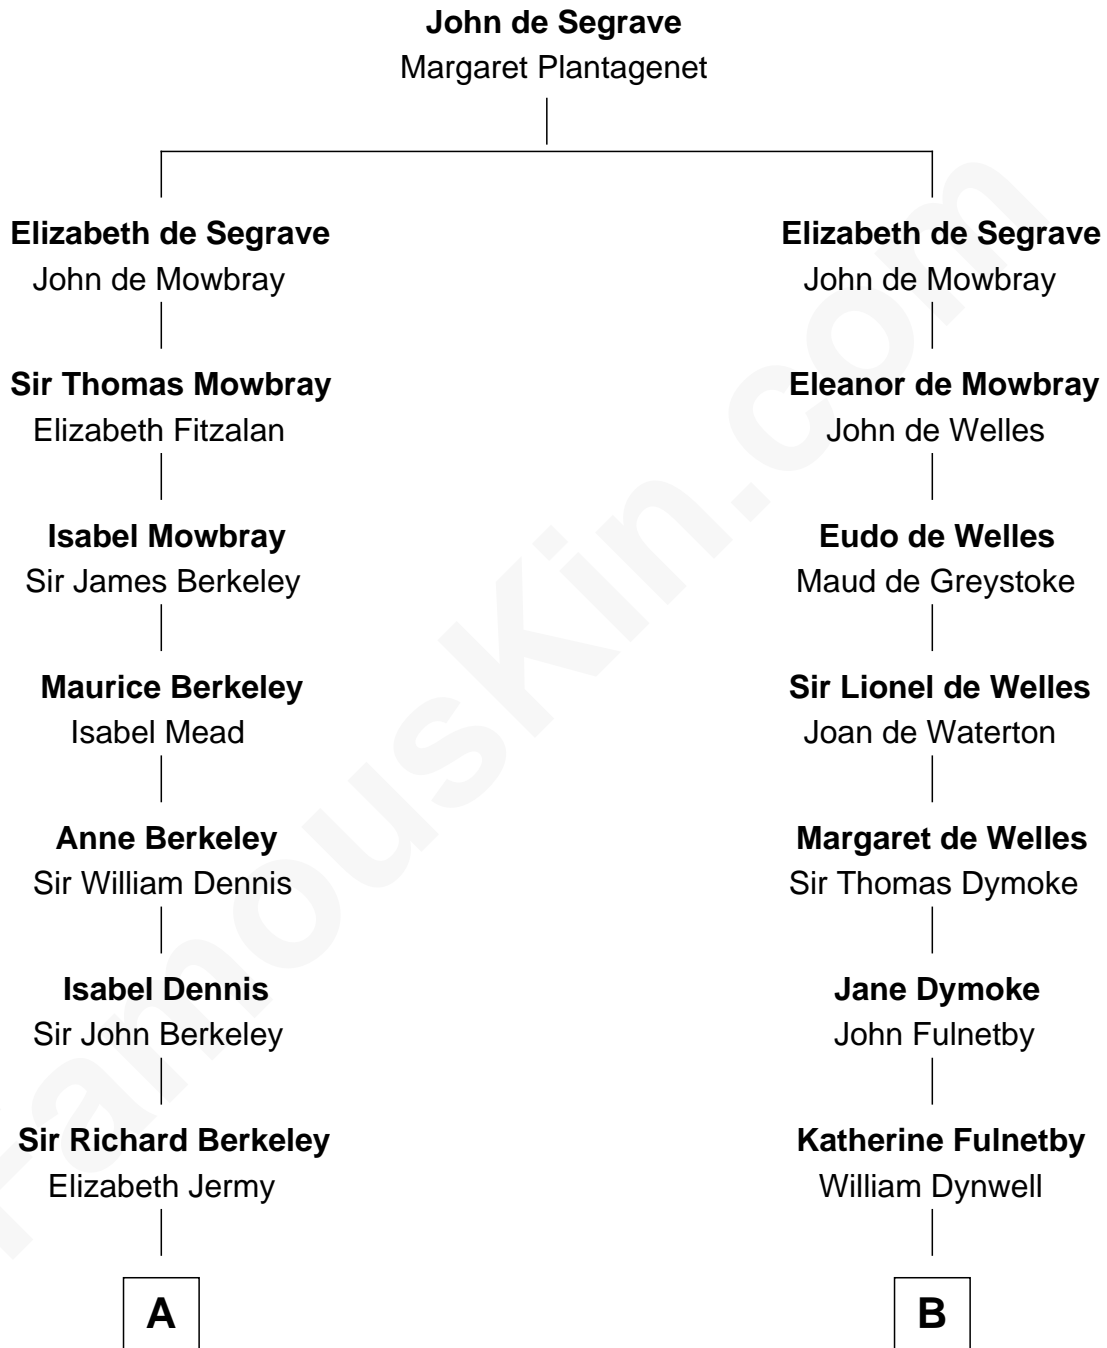 John de Segrave
Margaret Plantagenet
Elizabeth de Segrave
John de Mowbray
Elizabeth de Segrave
John de Mowbray
Sir Thomas Mowbray
Elizabeth Fitzalan
Eleanor de Mowbray
John de Welles
Isabel Mowbray
Sir James Berkeley
Eudo de Welles
Maud de Greystoke
Maurice Berkeley
Isabel Mead
Sir Lionel de Welles
Joan de Waterton
Anne Berkeley
Sir William Dennis
Margaret de Welles
Sir Thomas Dymoke
Isabel Dennis
Sir John Berkeley
Jane Dymoke
John Fulnetby
Sir Richard Berkeley
Elizabeth Jermy
Katherine Fulnetby
William Dynwell
A
B
FamousKin.com